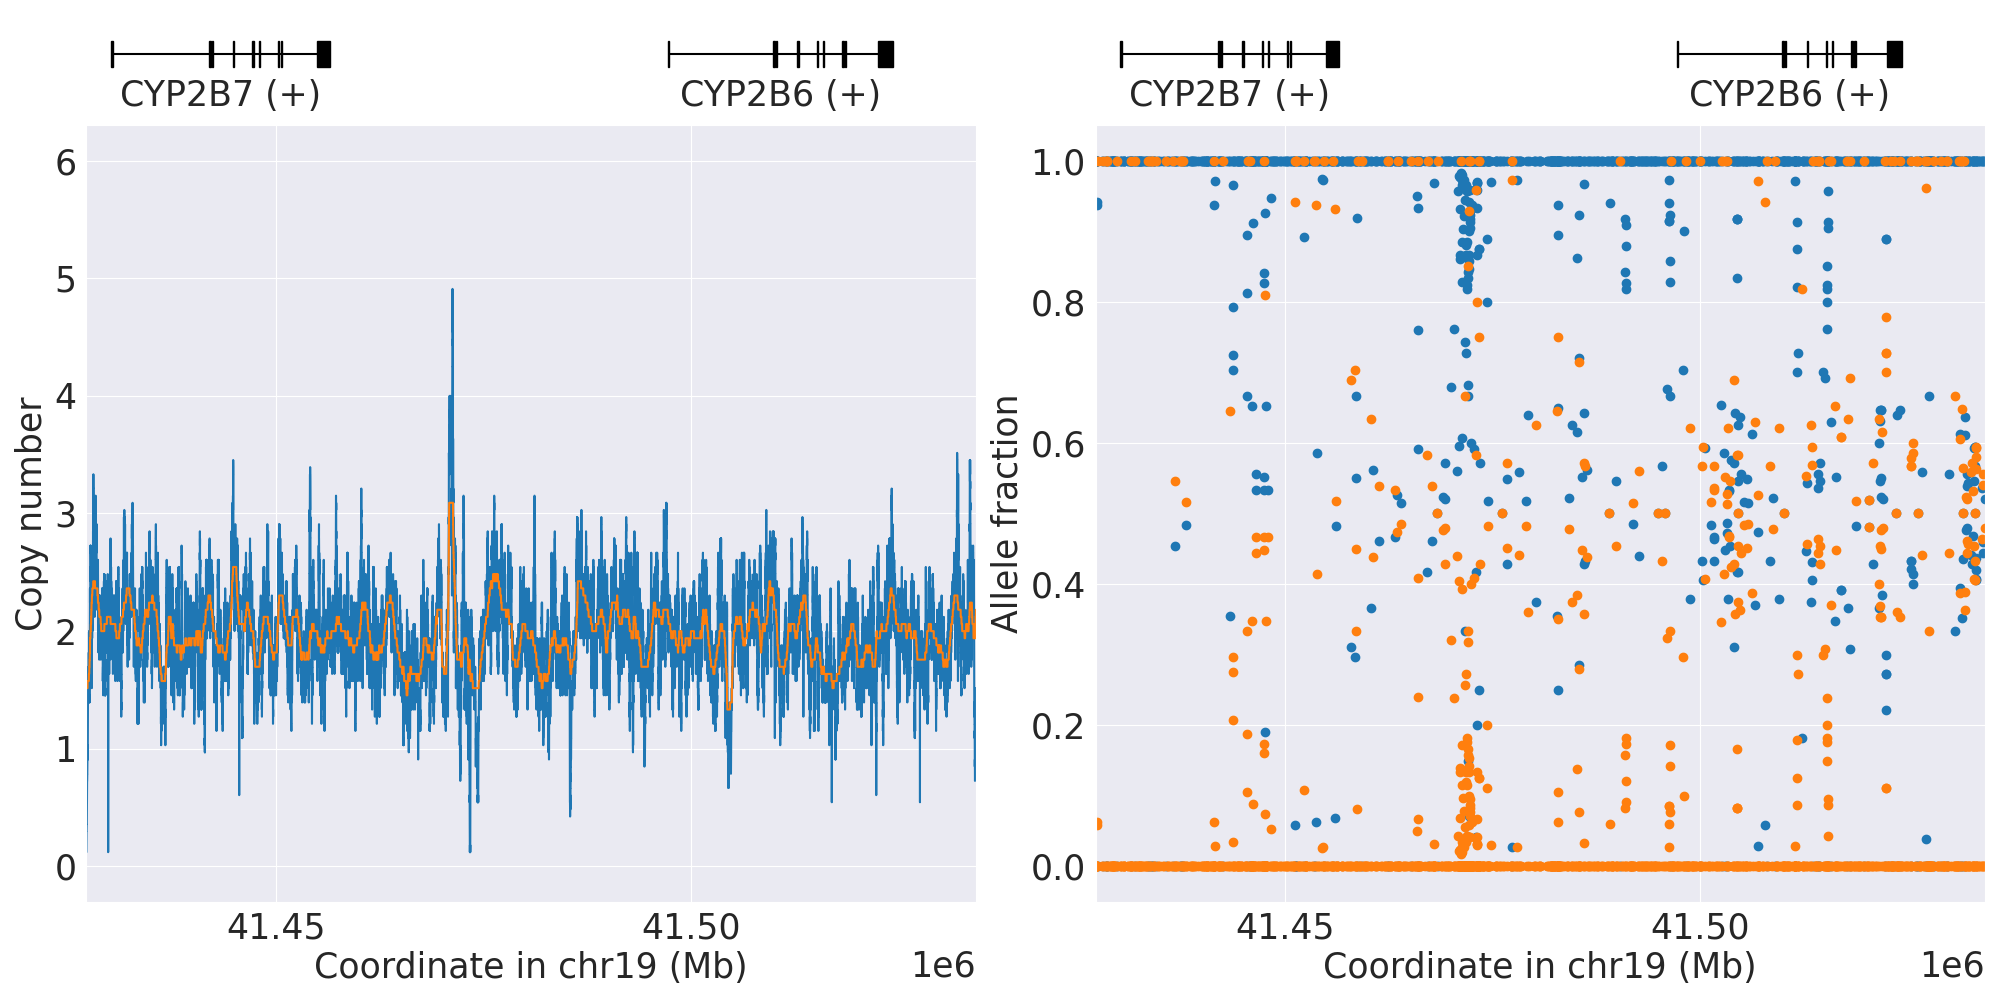 CYP2B7 (+) CYP2B6 (+)
CYP2B7 (+) CYP2B6 (+)
Copy number
6
5
4
3
2
1
0
41.45 41.50
Coordinate in chr19 (Mb) 1e6
Allele fraction
1.0
0.8
0.6
0.4
0.2
0.0
41.45 41.50
Coordinate in chr19 (Mb) 1e6